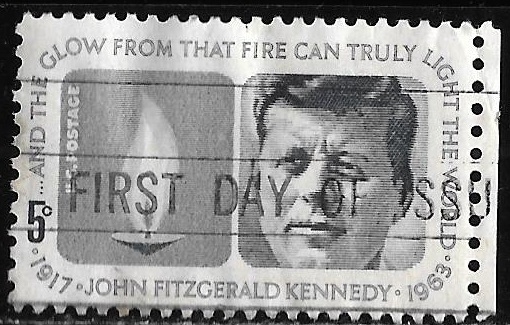 ...AND THE GLOW FROM THAT FIRE CAN TRULY LIGHT THE WORLD
U.S. POSTAGE
5c
FIRST DAY OF ISSU
•1917•JOHN FITZGERALD KENNEDY•1963•